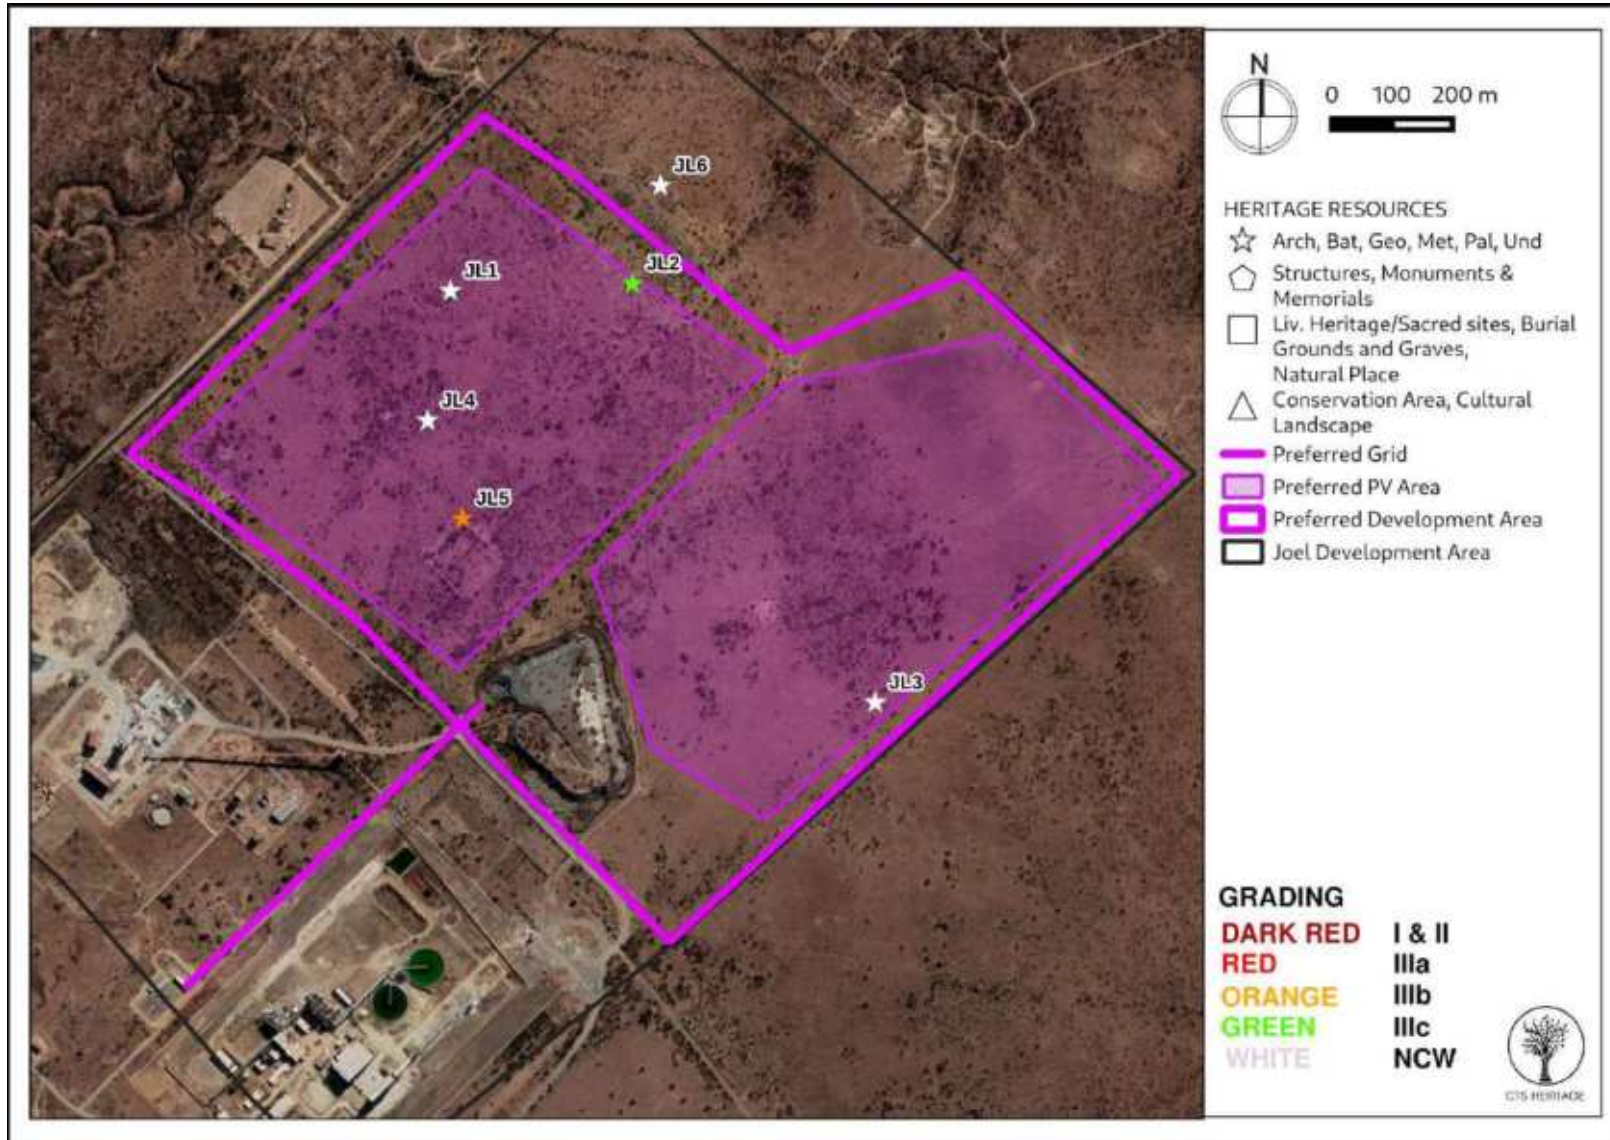 JL6
JL2
JL1
JL4
JL5
JL3
N
0 100 200 m
HERITAGE RESOURCES
Arch, Bat, Geo, Met, Pal, Und
Structures, Monuments &
Memorials
Liv. Heritage/Sacred sites, Burial
Grounds and Graves,
Natural Place
Conservation Area, Cultural
Landscape
Preferred Grid
Preferred PV Area
Preferred Development Area
Joel Development Area
GRADING
DARK RED I & II
RED IIIa
ORANGE IIIb
GREEN IIIc
WHITE NCW
CTS HERITAGE